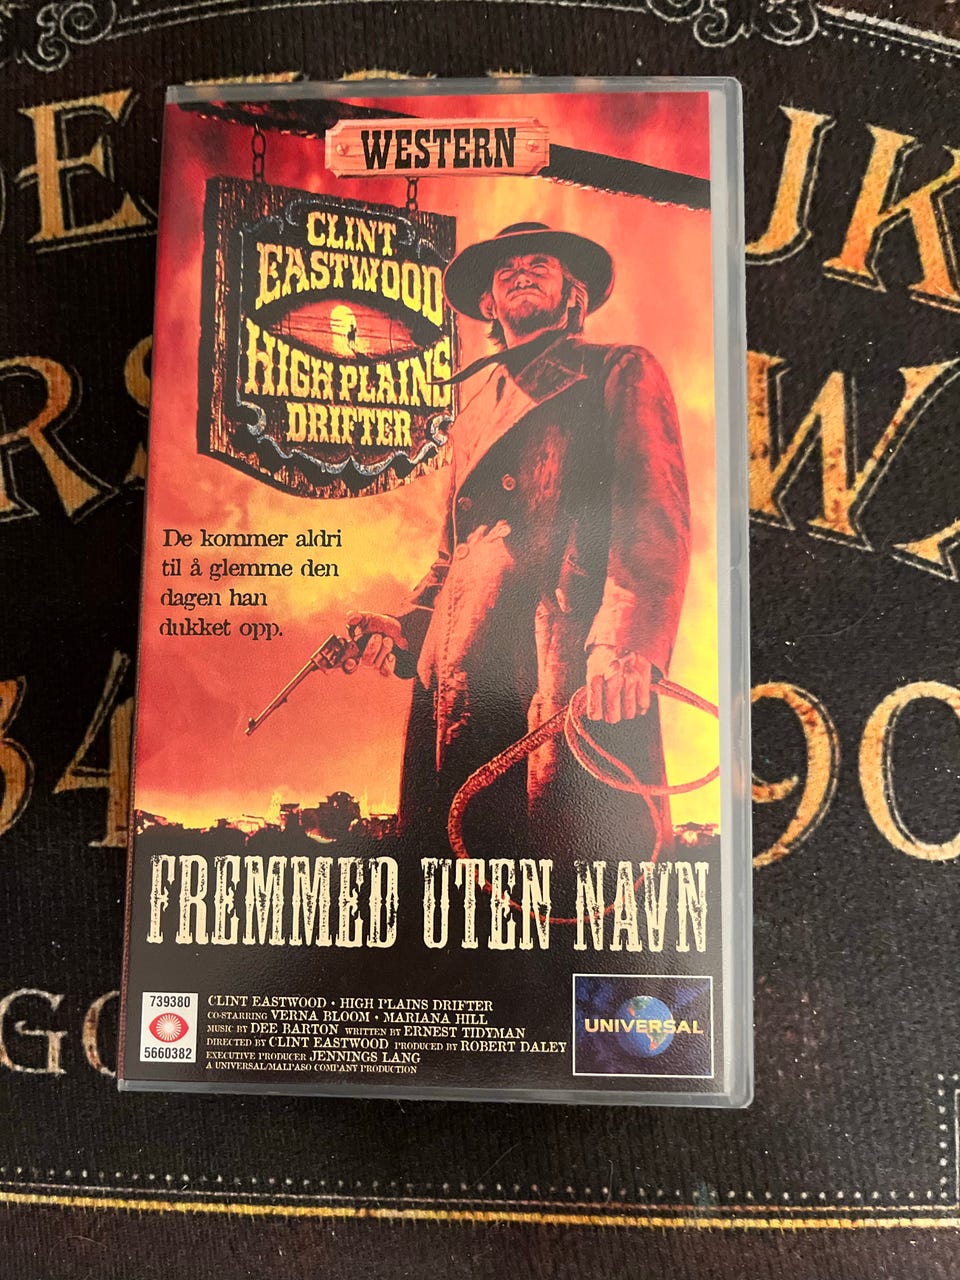 WESTERN
CLINT
EASTWOOD
HIGH PLAINS
DRIFTER
De kommer aldri
til å glemme den
dagen han
dukket opp.
FREMMED UTEN NAVN
739380
5660382
CLINT EASTWOOD • HIGH PLAINS DRIFTER
CO-STARRING VERNA BLOOM • MARIANA HILL
MUSIC BY DEE BARTON WRITTEN BY ERNEST TIDYMAN
DIRECTED BY CLINT EASTWOOD PRODUCED BY ROBERT DALEY
EXECUTIVE PRODUCER JENNINGS LANG
A UNIVERSAL/MALPASO COMPANY PRODUCTION
UNIVERSAL